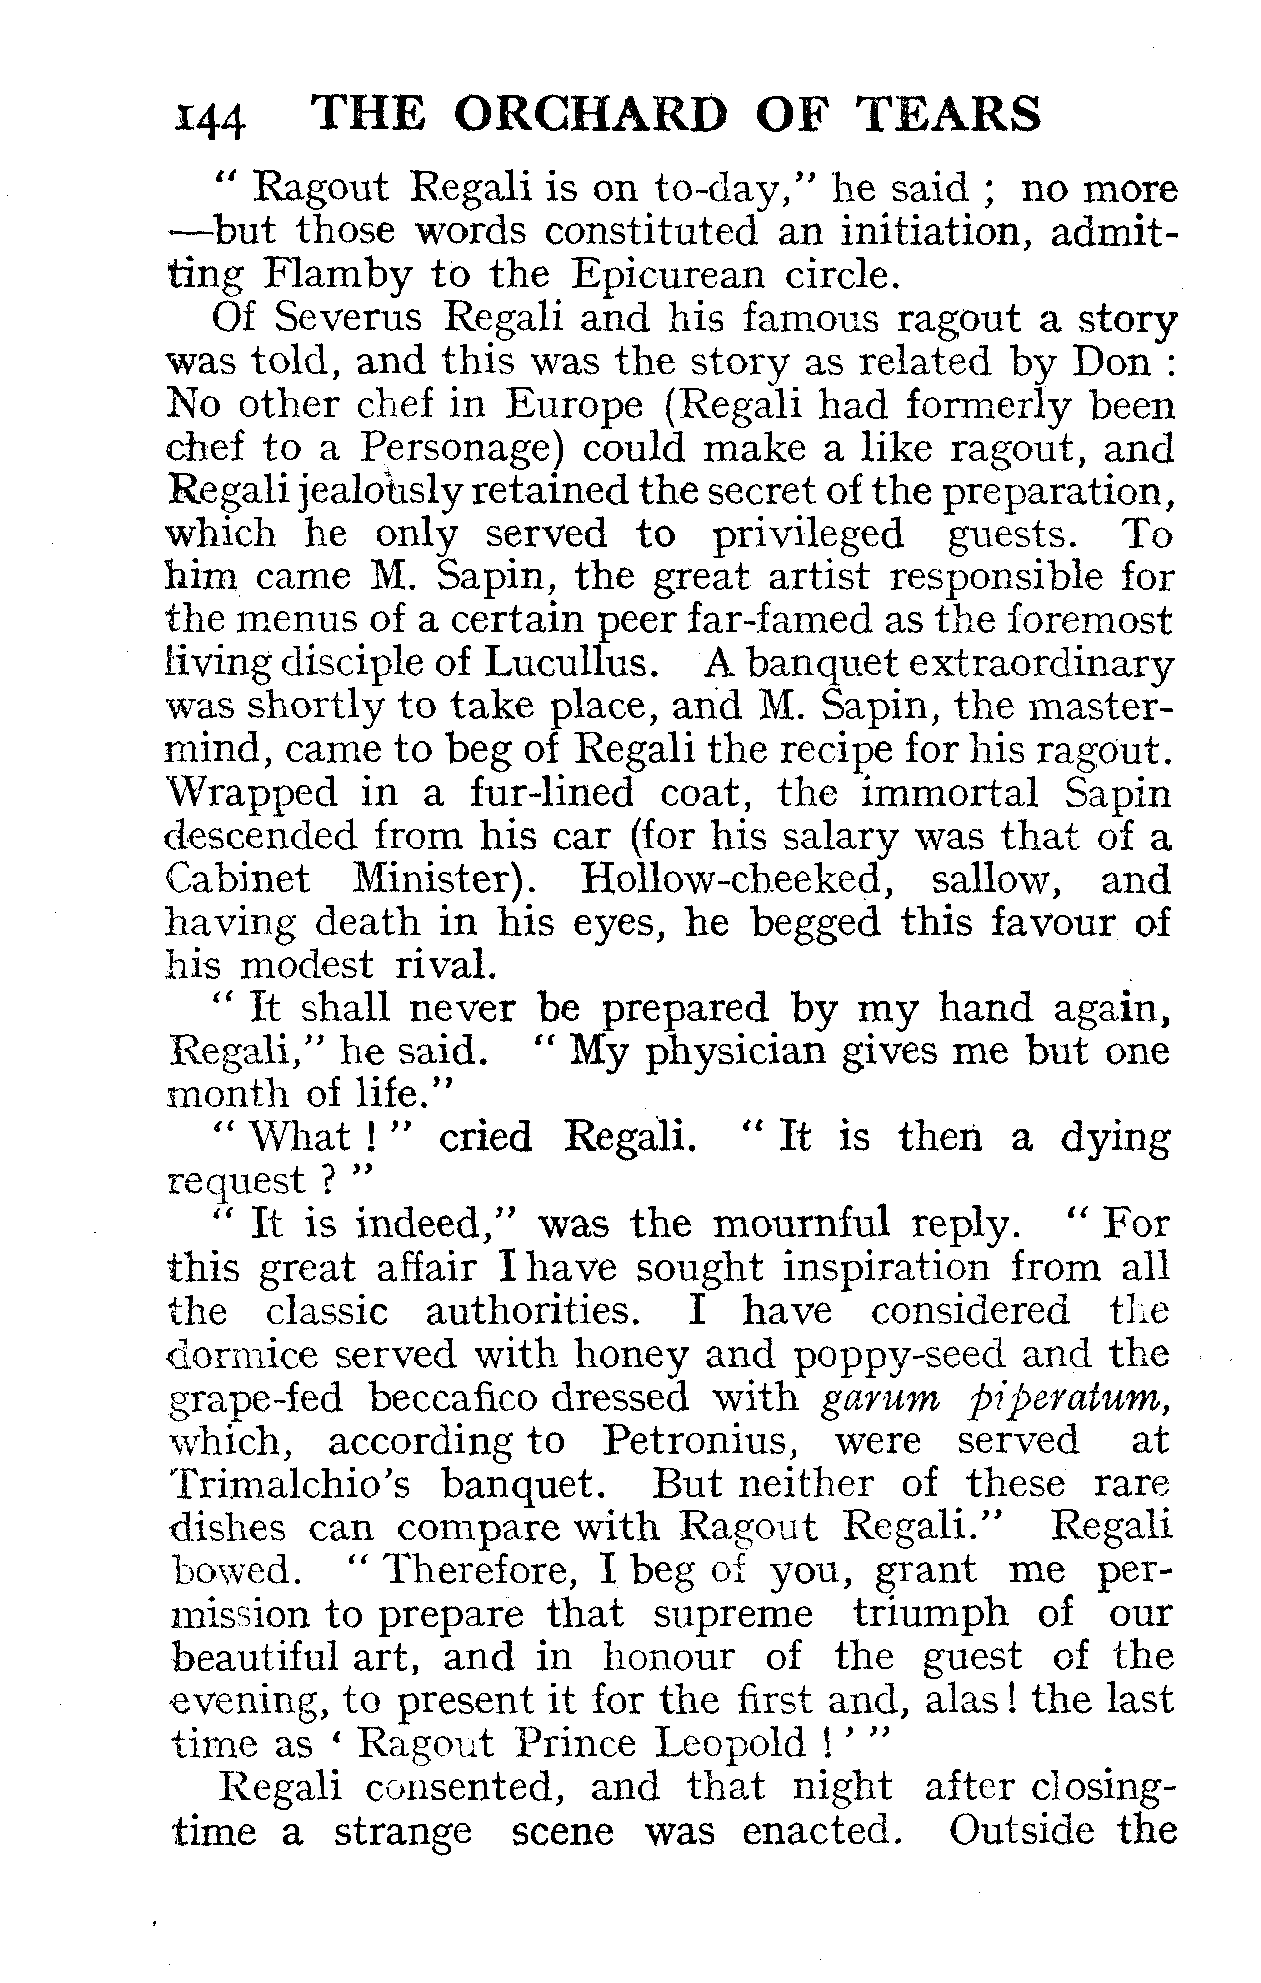 144 THE ORCHARD OF TEARS
“ Ragout Regali is on to-day,” he said ; no more
—but those words constituted an initiation, admit-
ting Flamby to the Epicurean circle.
Of Severus Regali and his famous ragout a story
was told, and this was the story as related by Don :
No other chef in Europe (Regali had formerly been
chef to a Personage) could make a like ragout, and
Regali jealously retained the secret of the preparation,
which he only served to privileged guests. To
him came M. Sapin, the great artist responsible for
the menus of a certain peer far-famed as the foremost
living disciple of Lucullus. A banquet extraordinary
was shortly to take place, and M. Sapin, the master-
mind, came to beg of Regali the recipe for his ragout.
Wrapped in a fur-lined coat, the immortal Sapin
descended from his car (for his salary was that of a
Cabinet Minister). Hollow-cheeked, sallow, and
having death in his eyes, he begged this favour of
his modest rival.
“ It shall never be prepared by my hand again,
Regali,” he said. “ My physician gives me but one
month of life.”
“ What ! ” cried Regali. “ It is then a dying
request ? ”
“ It is indeed,” was the mournful reply. “ For
this great affair I have sought inspiration from all
the classic authorities. I have considered the
dormice served with honey and poppy-seed and the
grape-fed beccafico dressed with garum piperatum,
which, according to Petronius, were served at
Trimalchio’s banquet. But neither of these rare
dishes can compare with Ragout Regali.” Regali
bowed. “ Therefore, I beg of you, grant me per-
mission to prepare that supreme triumph of our
beautiful art, and in honour of the guest of the
evening, to present it for the first and, alas ! the last
time as ‘ Ragout Prince Leopold ! ’ ”
Regali consented, and that night after closing-
time a strange scene was enacted. Outside the